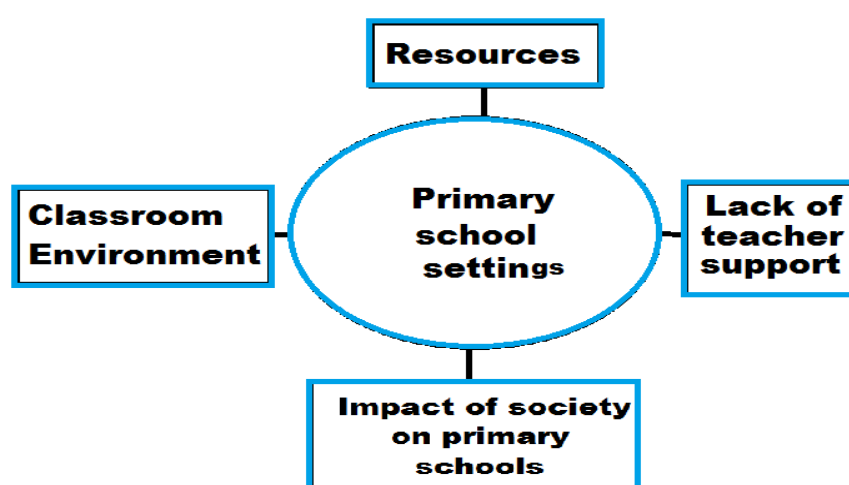 Resources
Primary
school
settings
Classroom
Environment
Lack of
teacher
support
Impact of society
on primary
schools